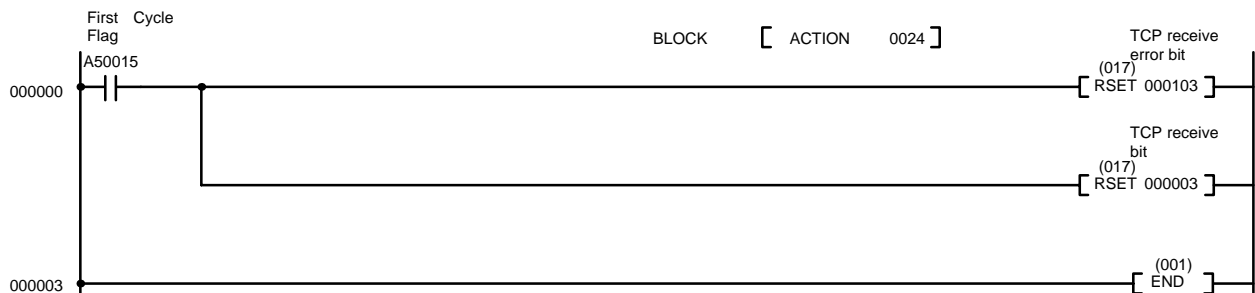 First Cycle
Flag
BLOCK [ ACTION 0024 ]
TCP receive
error bit
A50015
(017)
000000
[ RSET 000103 ]
TCP receive
bit
(017)
[ RSET 000003 ]
(001)
000003
[ END ]